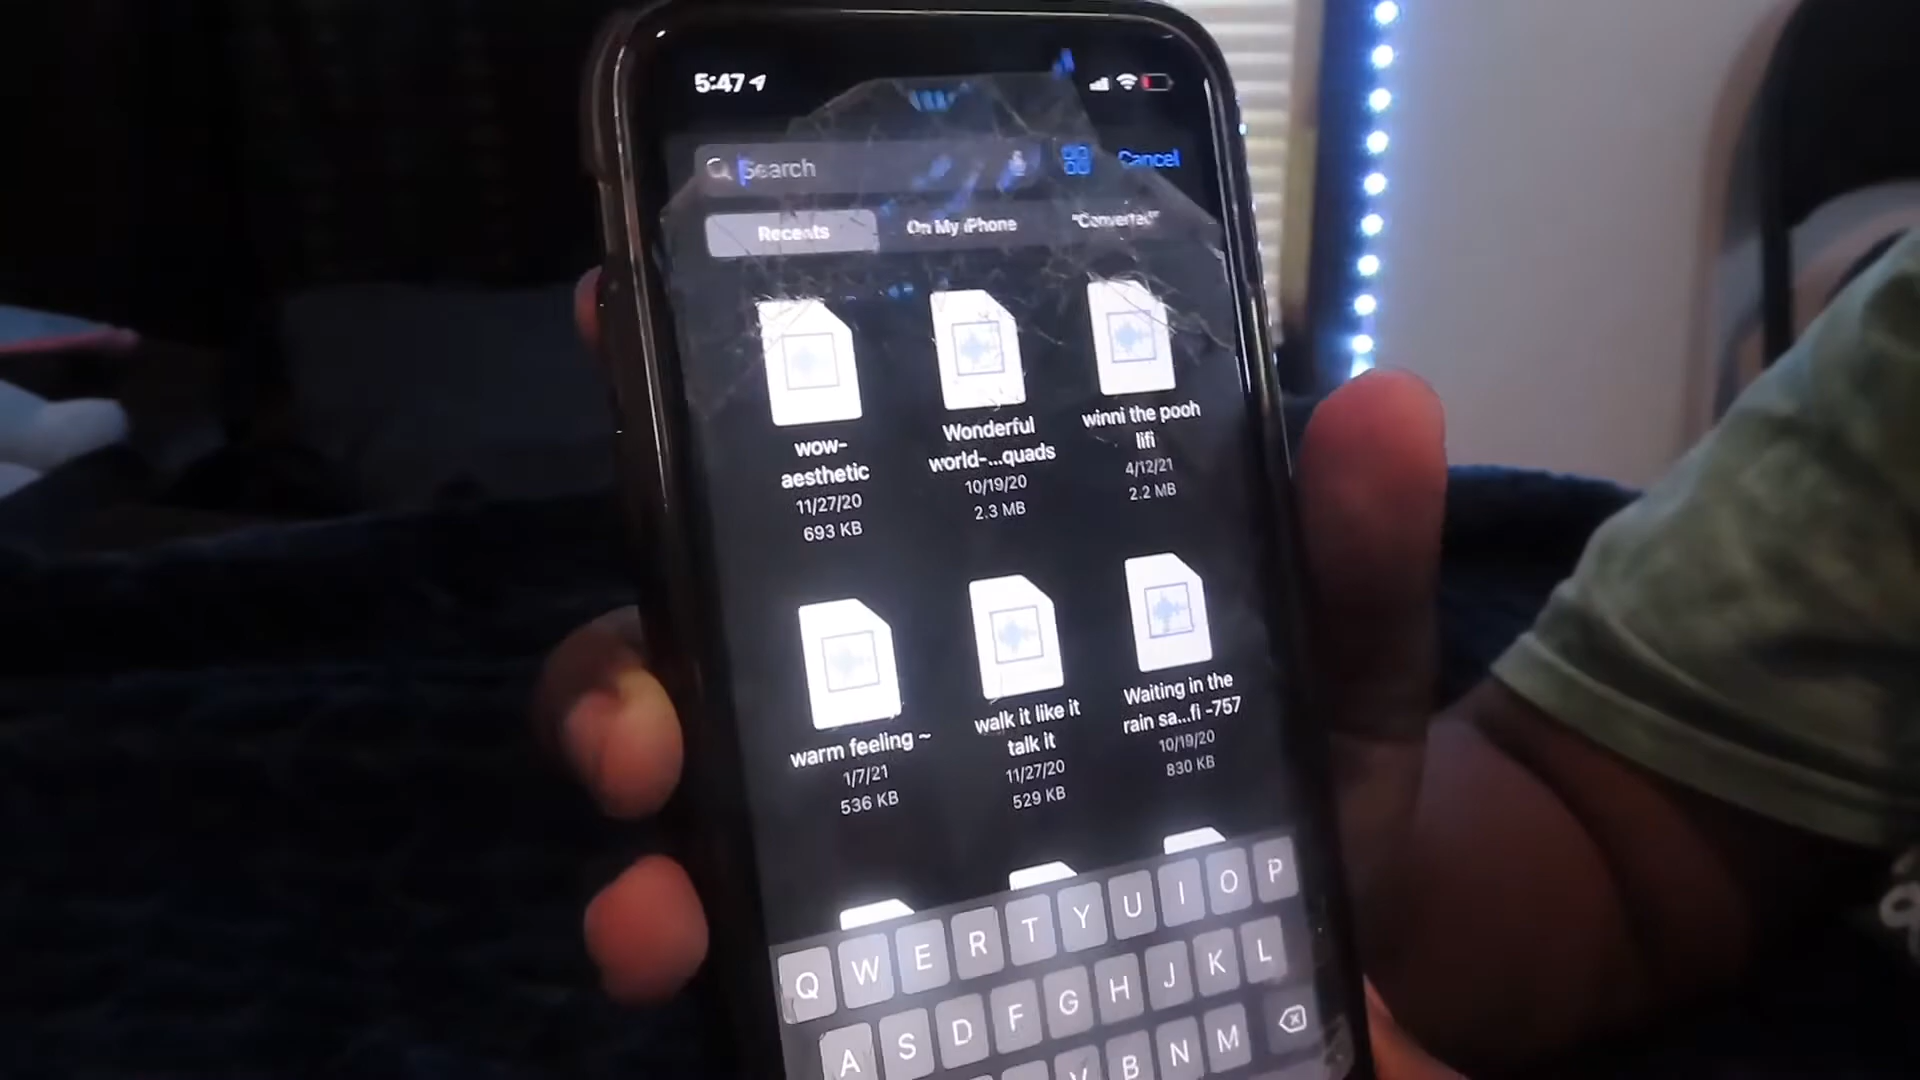 5:47
Search
Cancel
Recents
On My iPhone
"Converted"
wow-
aesthetic
11/27/20
693 KB
Wonderful
world-...quads
10/19/20
2.3 MB
winni the pooh
lifi
4/12/21
2.2 MB
warm feeling ~
1/7/21
536 KB
walk it like it
talk it
11/27/20
529 KB
Waiting in the
rain sa...fi -757
10/19/20
830 KB
Q W E R T Y U I O P
A S D F G H J K L
V B N M